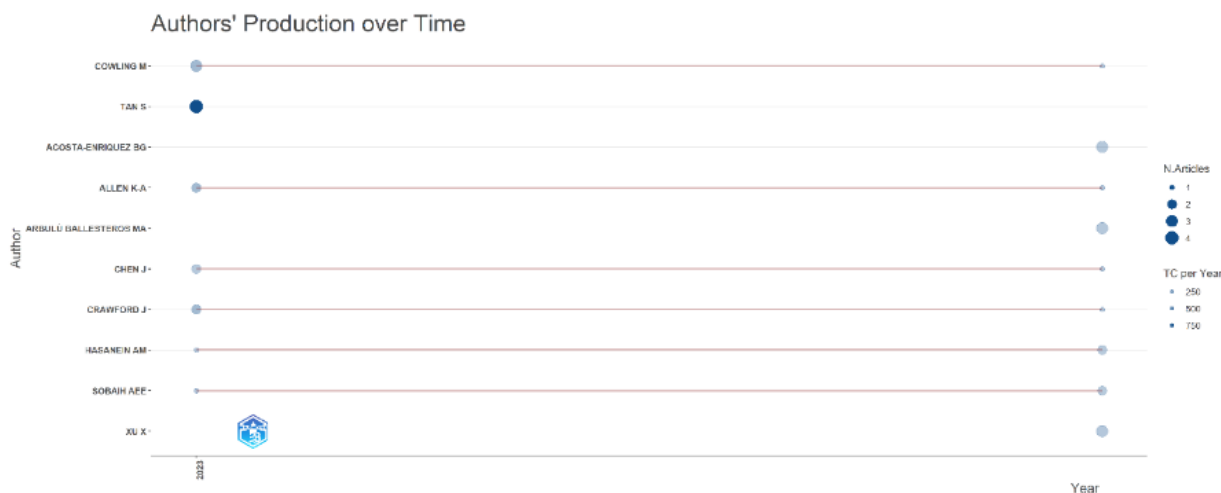 Authors' Production over Time
COWLING M
TAN S
ACOSTA-ENRIQUEZ BG
ALLEN K-A
ARBULÚ BALLESTEROS MA
CHEN J
CRAWFORD J
HASANEIN AM
SOBAIH AEE
XU X
Author
2023
Year
N.Articles
1
2
3
4
TC per Year
250
500
750